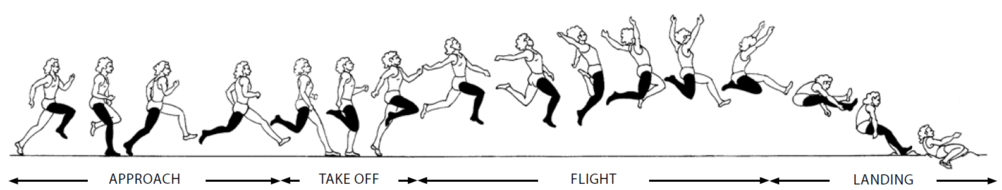 APPROACH TAKE OFF FLIGHT LANDING